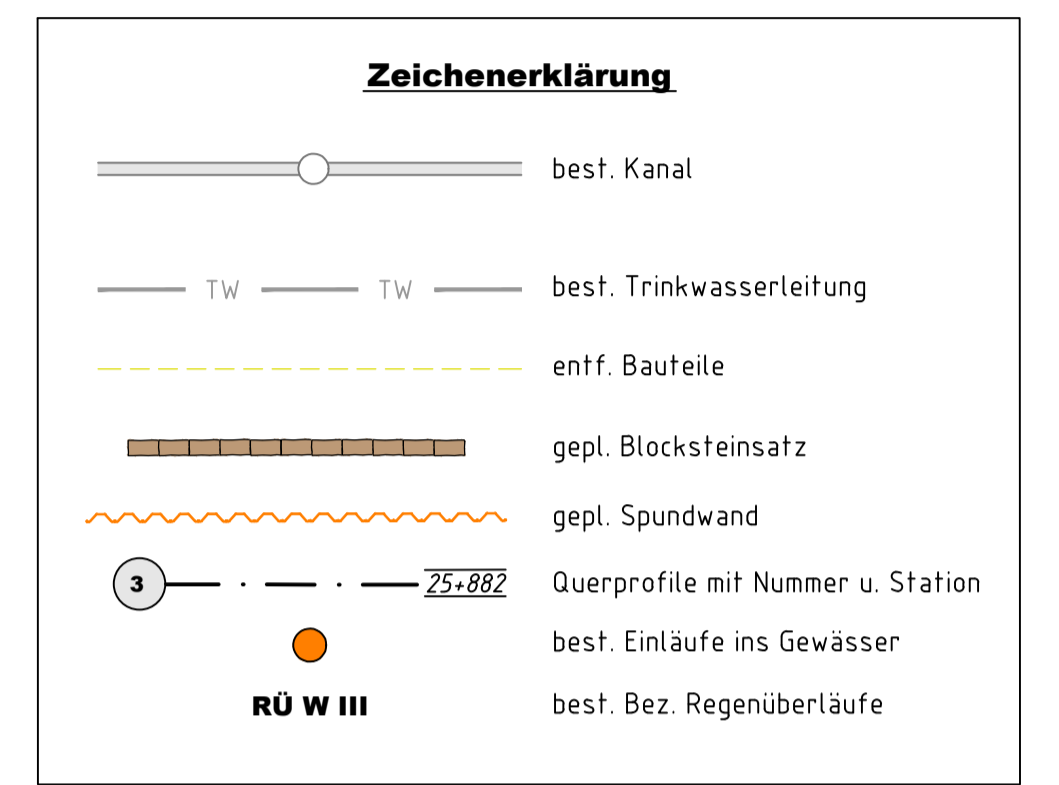 Zeichenerklärung
best. Kanal
TW TW best. Trinkwasserleitung
entf. Bauteile
gepl. Blocksteinsatz
gepl. Spundwand
3 25+882 Querprofile mit Nummer u. Station
best. Einläufe ins Gewässer
RÜ W III best. Bez. Regenüberläufe